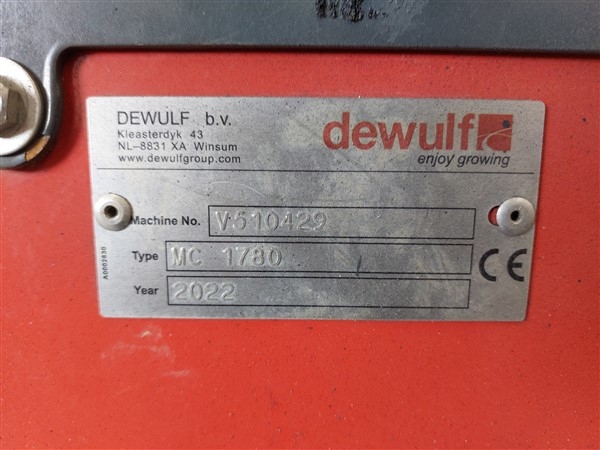 DEWULF b.v.
Kleasterdyk 43
NL-8831 XA Winsum
www.dewulfgroup.com
dewulf
enjoy growing
Machine No. V510429
Type MC 1780
Year 2022
CE
A0002630